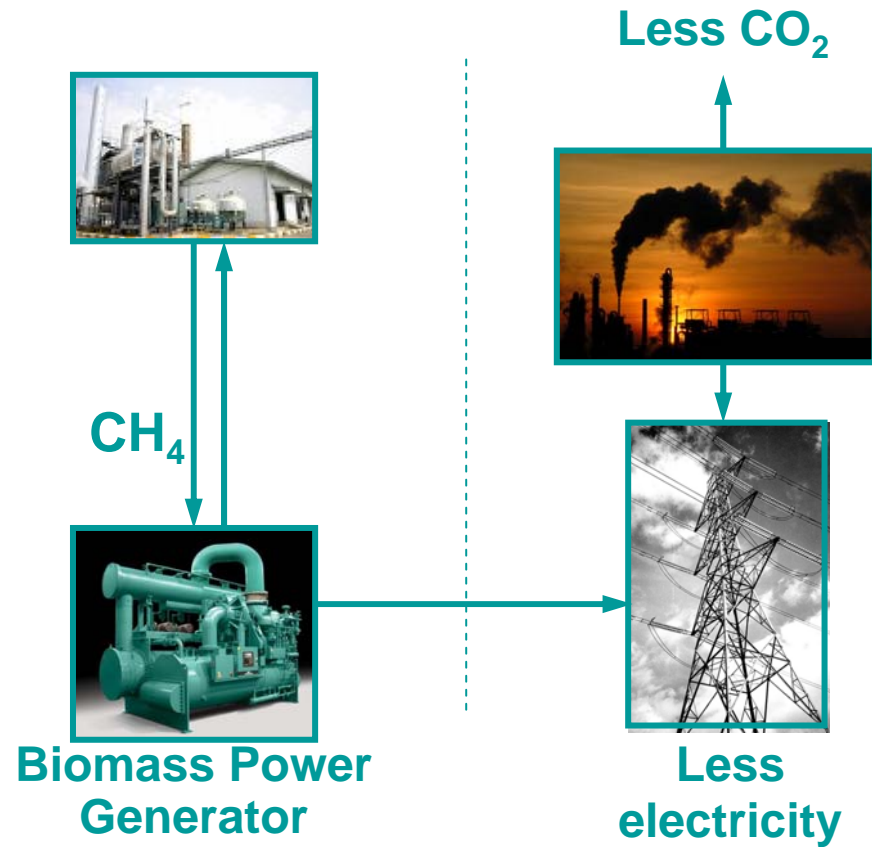 Less CO₂
CH₄
Biomass Power
Generator
Less
electricity